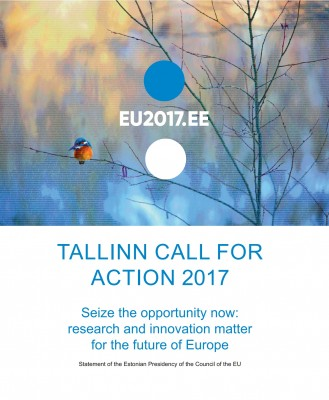 EU2017.EE
TALLINN CALL FOR
ACTION 2017
Seize the opportunity now:
research and innovation matter
for the future of Europe
Statement of the Estonian Presidency of the Council of the EU